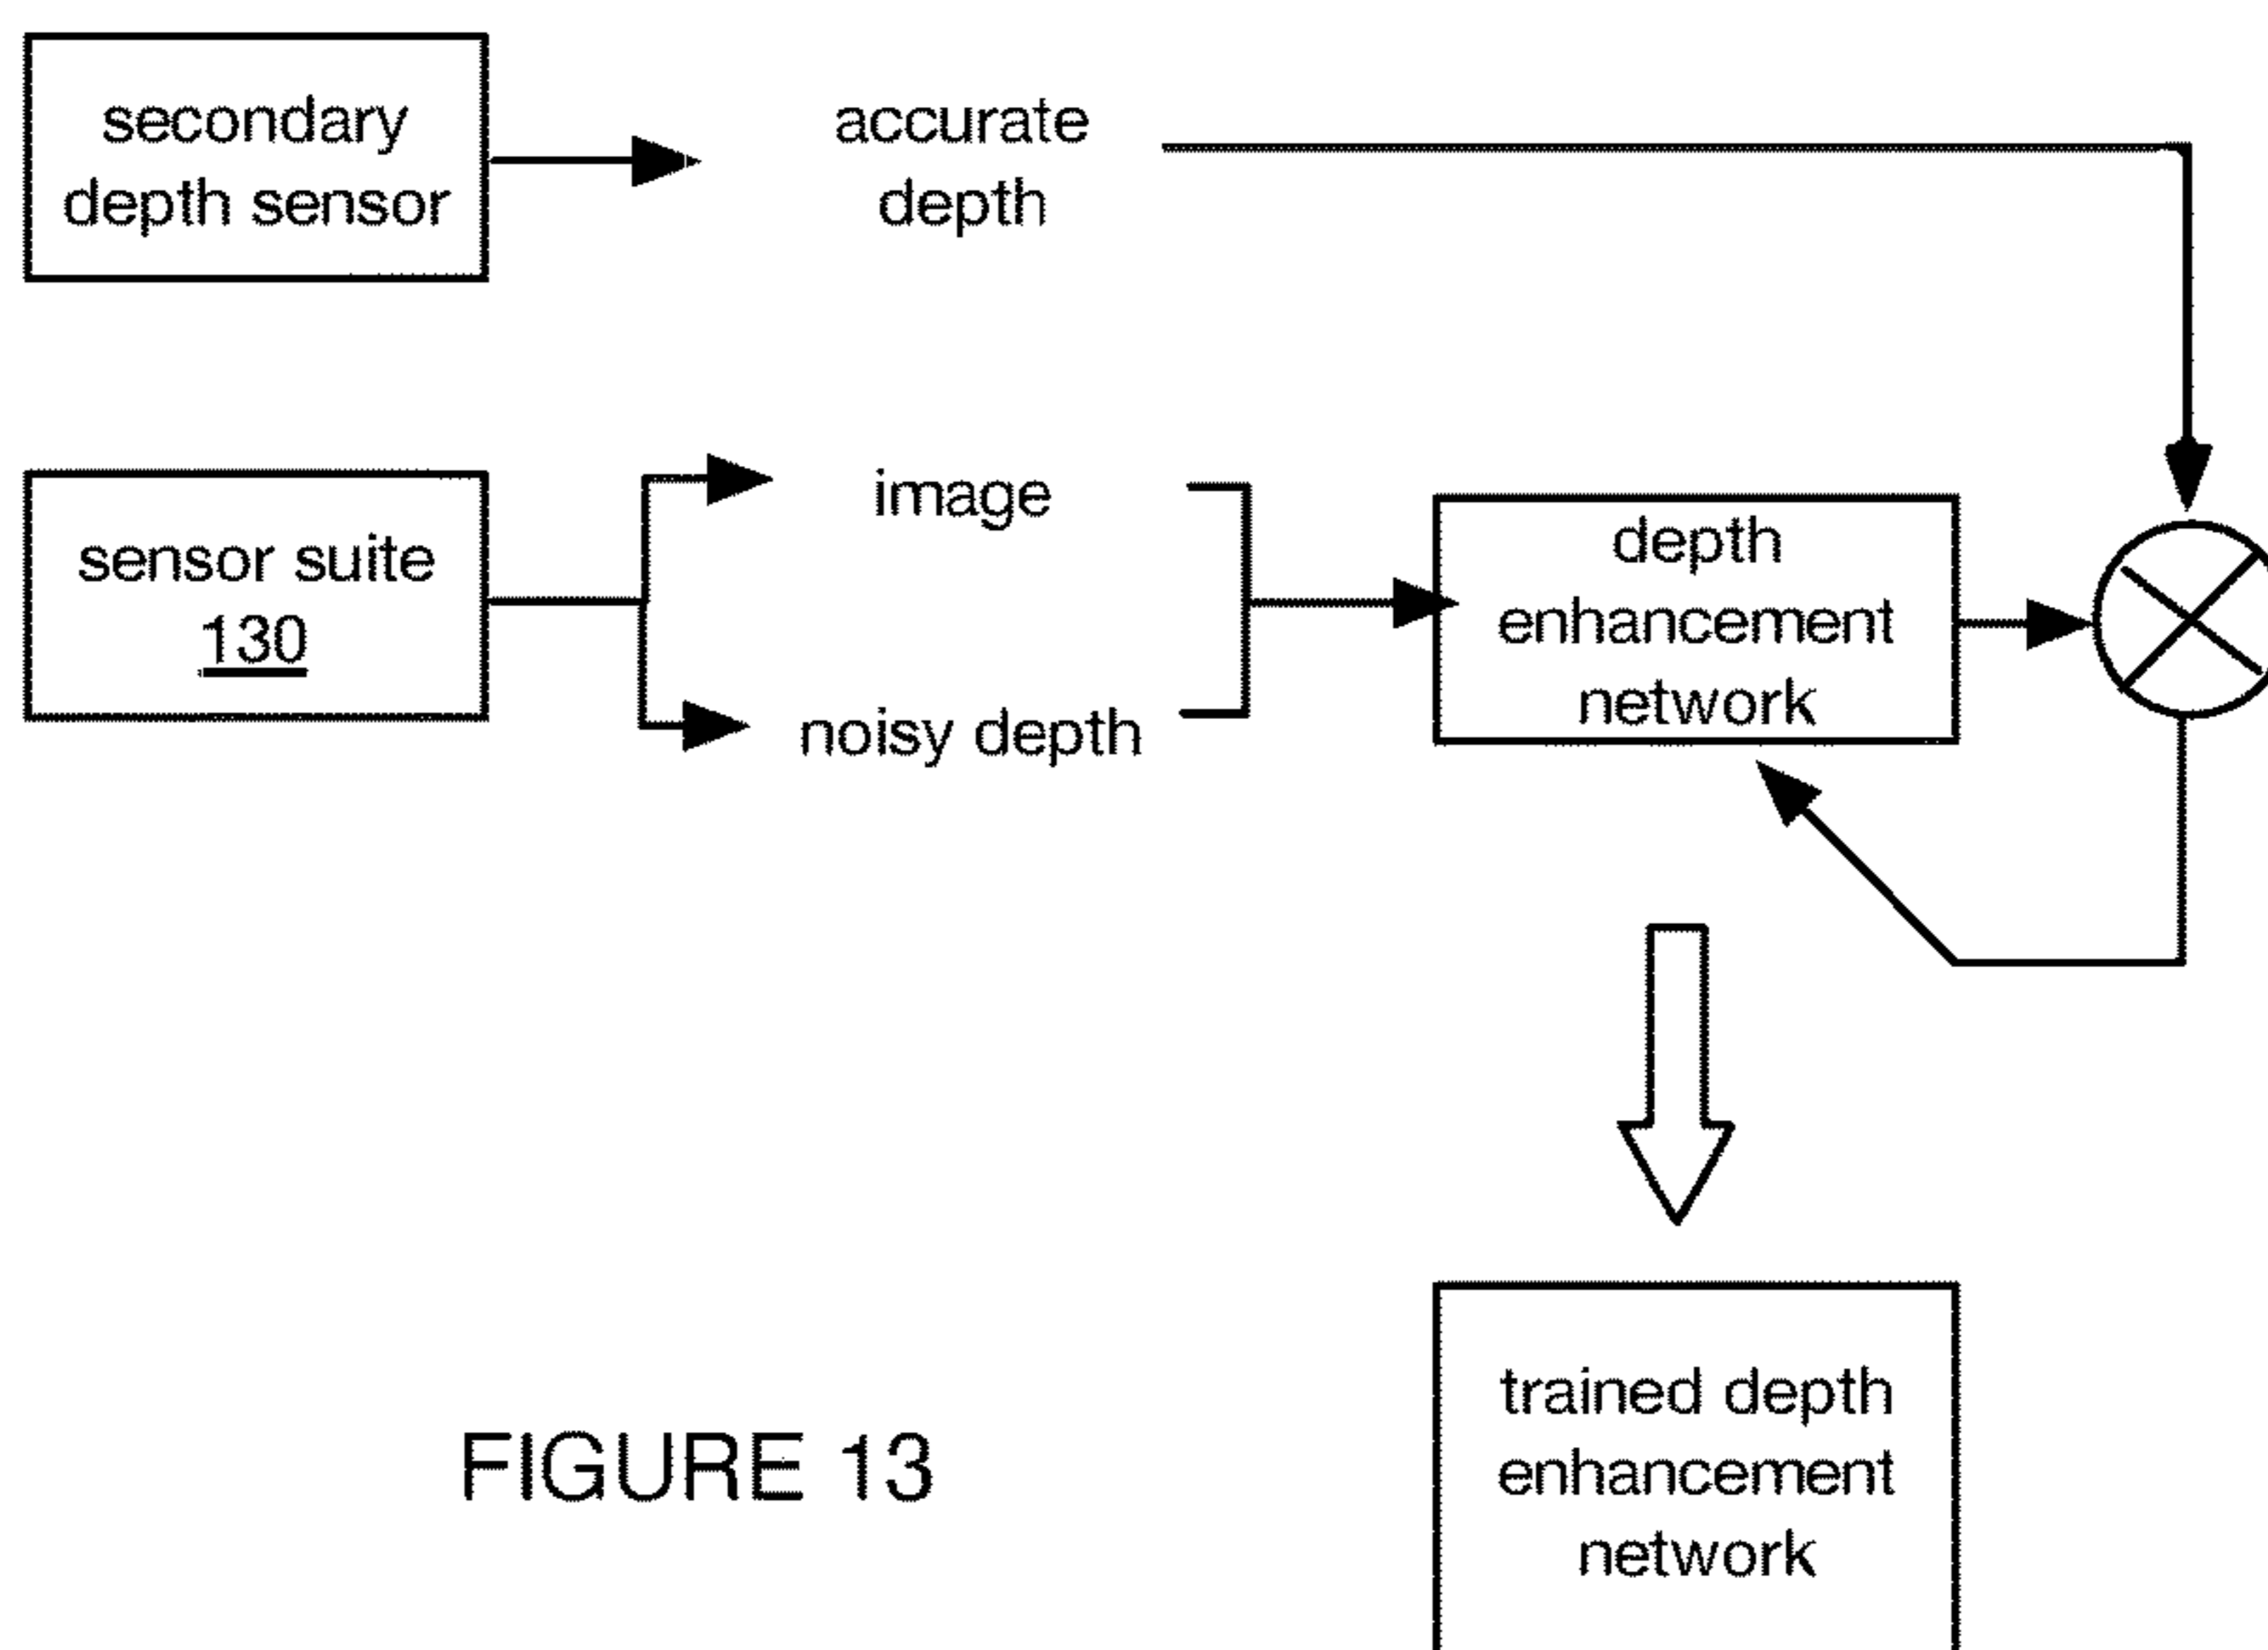 secondary
depth sensor
accurate
depth
sensor suite
130
image
noisy depth
depth
enhancement
network
trained depth
enhancement
network
FIGURE 13